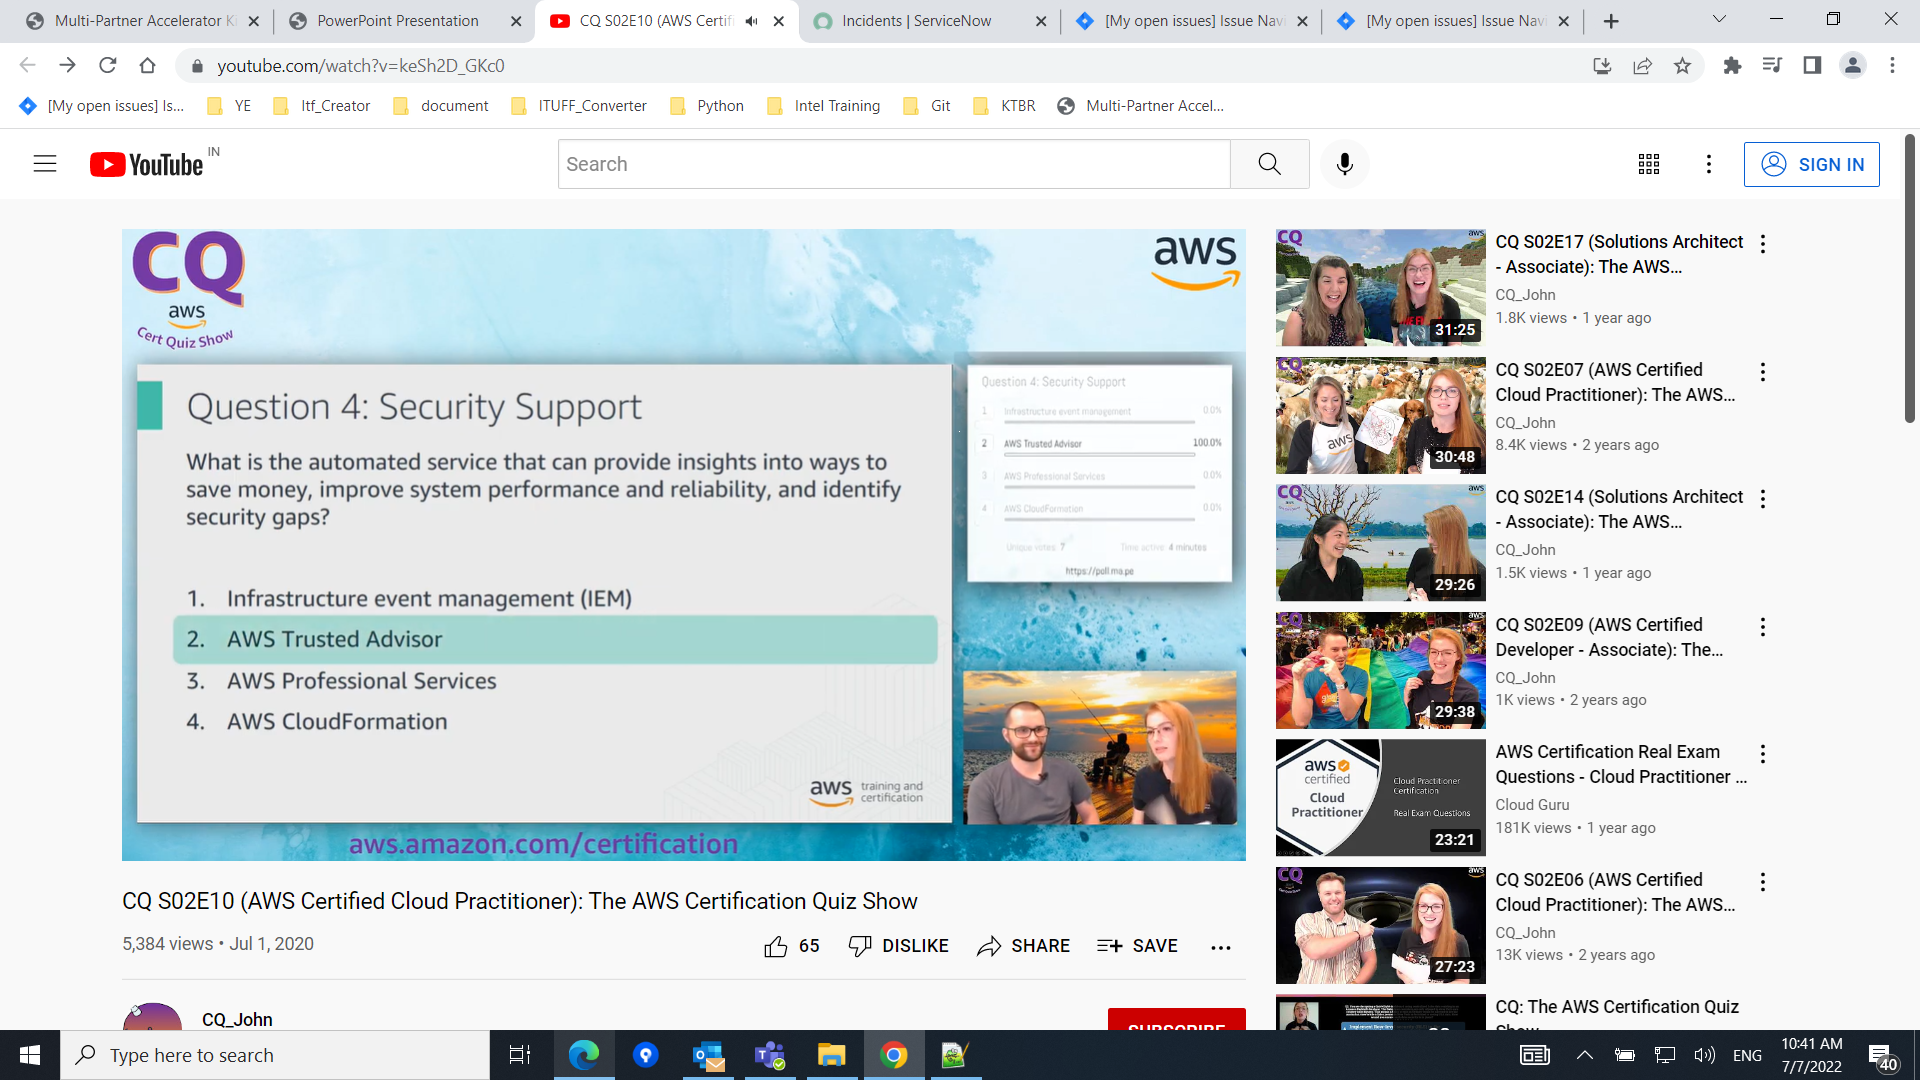 Multi-Partner Accelerator K
PowerPoint Presentation
CQ S02E10 (AWS Certifi
Incidents | ServiceNow
[My open issues] Issue Navi
[My open issues] Issue Navi
youtube.com/watch?v=keSh2D_GKc0
[My open issues] Is...
YE
Itf_Creator
document
ITUFF_Converter
Python
Intel Training
Git
KTBR
Multi-Partner Accel...
YouTube IN
Search
SIGN IN
CQ
aws
Cert Quiz Show
aws
Question 4: Security Support
What is the automated service that can provide insights into ways to
save money, improve system performance and reliability, and identify
security gaps?
1. Infrastructure event management (IEM)
2. AWS Trusted Advisor
3. AWS Professional Services
4. AWS CloudFormation
aws training and
certification
Question 4: Security Support
1 Infrastructure event management 0.0%
2 AWS Trusted Advisor 100.0%
3 AWS Professional Services 0.0%
4 AWS CloudFormation 0.0%
Unique votes: 7 Time active: 4 minutes
https://poll.ma.pe
aws.amazon.com/certification
CQ S02E10 (AWS Certified Cloud Practitioner): The AWS Certification Quiz Show
5,384 views • Jul 1, 2020
65
DISLIKE
SHARE
SAVE
CQ_John
SUBSCRIBE
CQ
aws
31:25
CQ S02E17 (Solutions Architect
- Associate): The AWS...
CQ_John
1.8K views • 1 year ago
CQ
aws
30:48
CQ S02E07 (AWS Certified
Cloud Practitioner): The AWS...
CQ_John
8.4K views • 2 years ago
CQ
aws
29:26
CQ S02E14 (Solutions Architect
- Associate): The AWS...
CQ_John
1.5K views • 1 year ago
CQ
aws
29:38
CQ S02E09 (AWS Certified
Developer - Associate): The...
CQ_John
1K views • 2 years ago
aws
certified
Cloud
Practitioner
Cloud Practitioner
Certification
Real Exam Questions
23:21
AWS Certification Real Exam
Questions - Cloud Practitioner ...
Cloud Guru
181K views • 1 year ago
CQ
aws
27:23
CQ S02E06 (AWS Certified
Cloud Practitioner): The AWS...
CQ_John
13K views • 2 years ago
CQ: The AWS Certification Quiz
Show
Type here to search
ENG
10:41 AM
7/7/2022
40